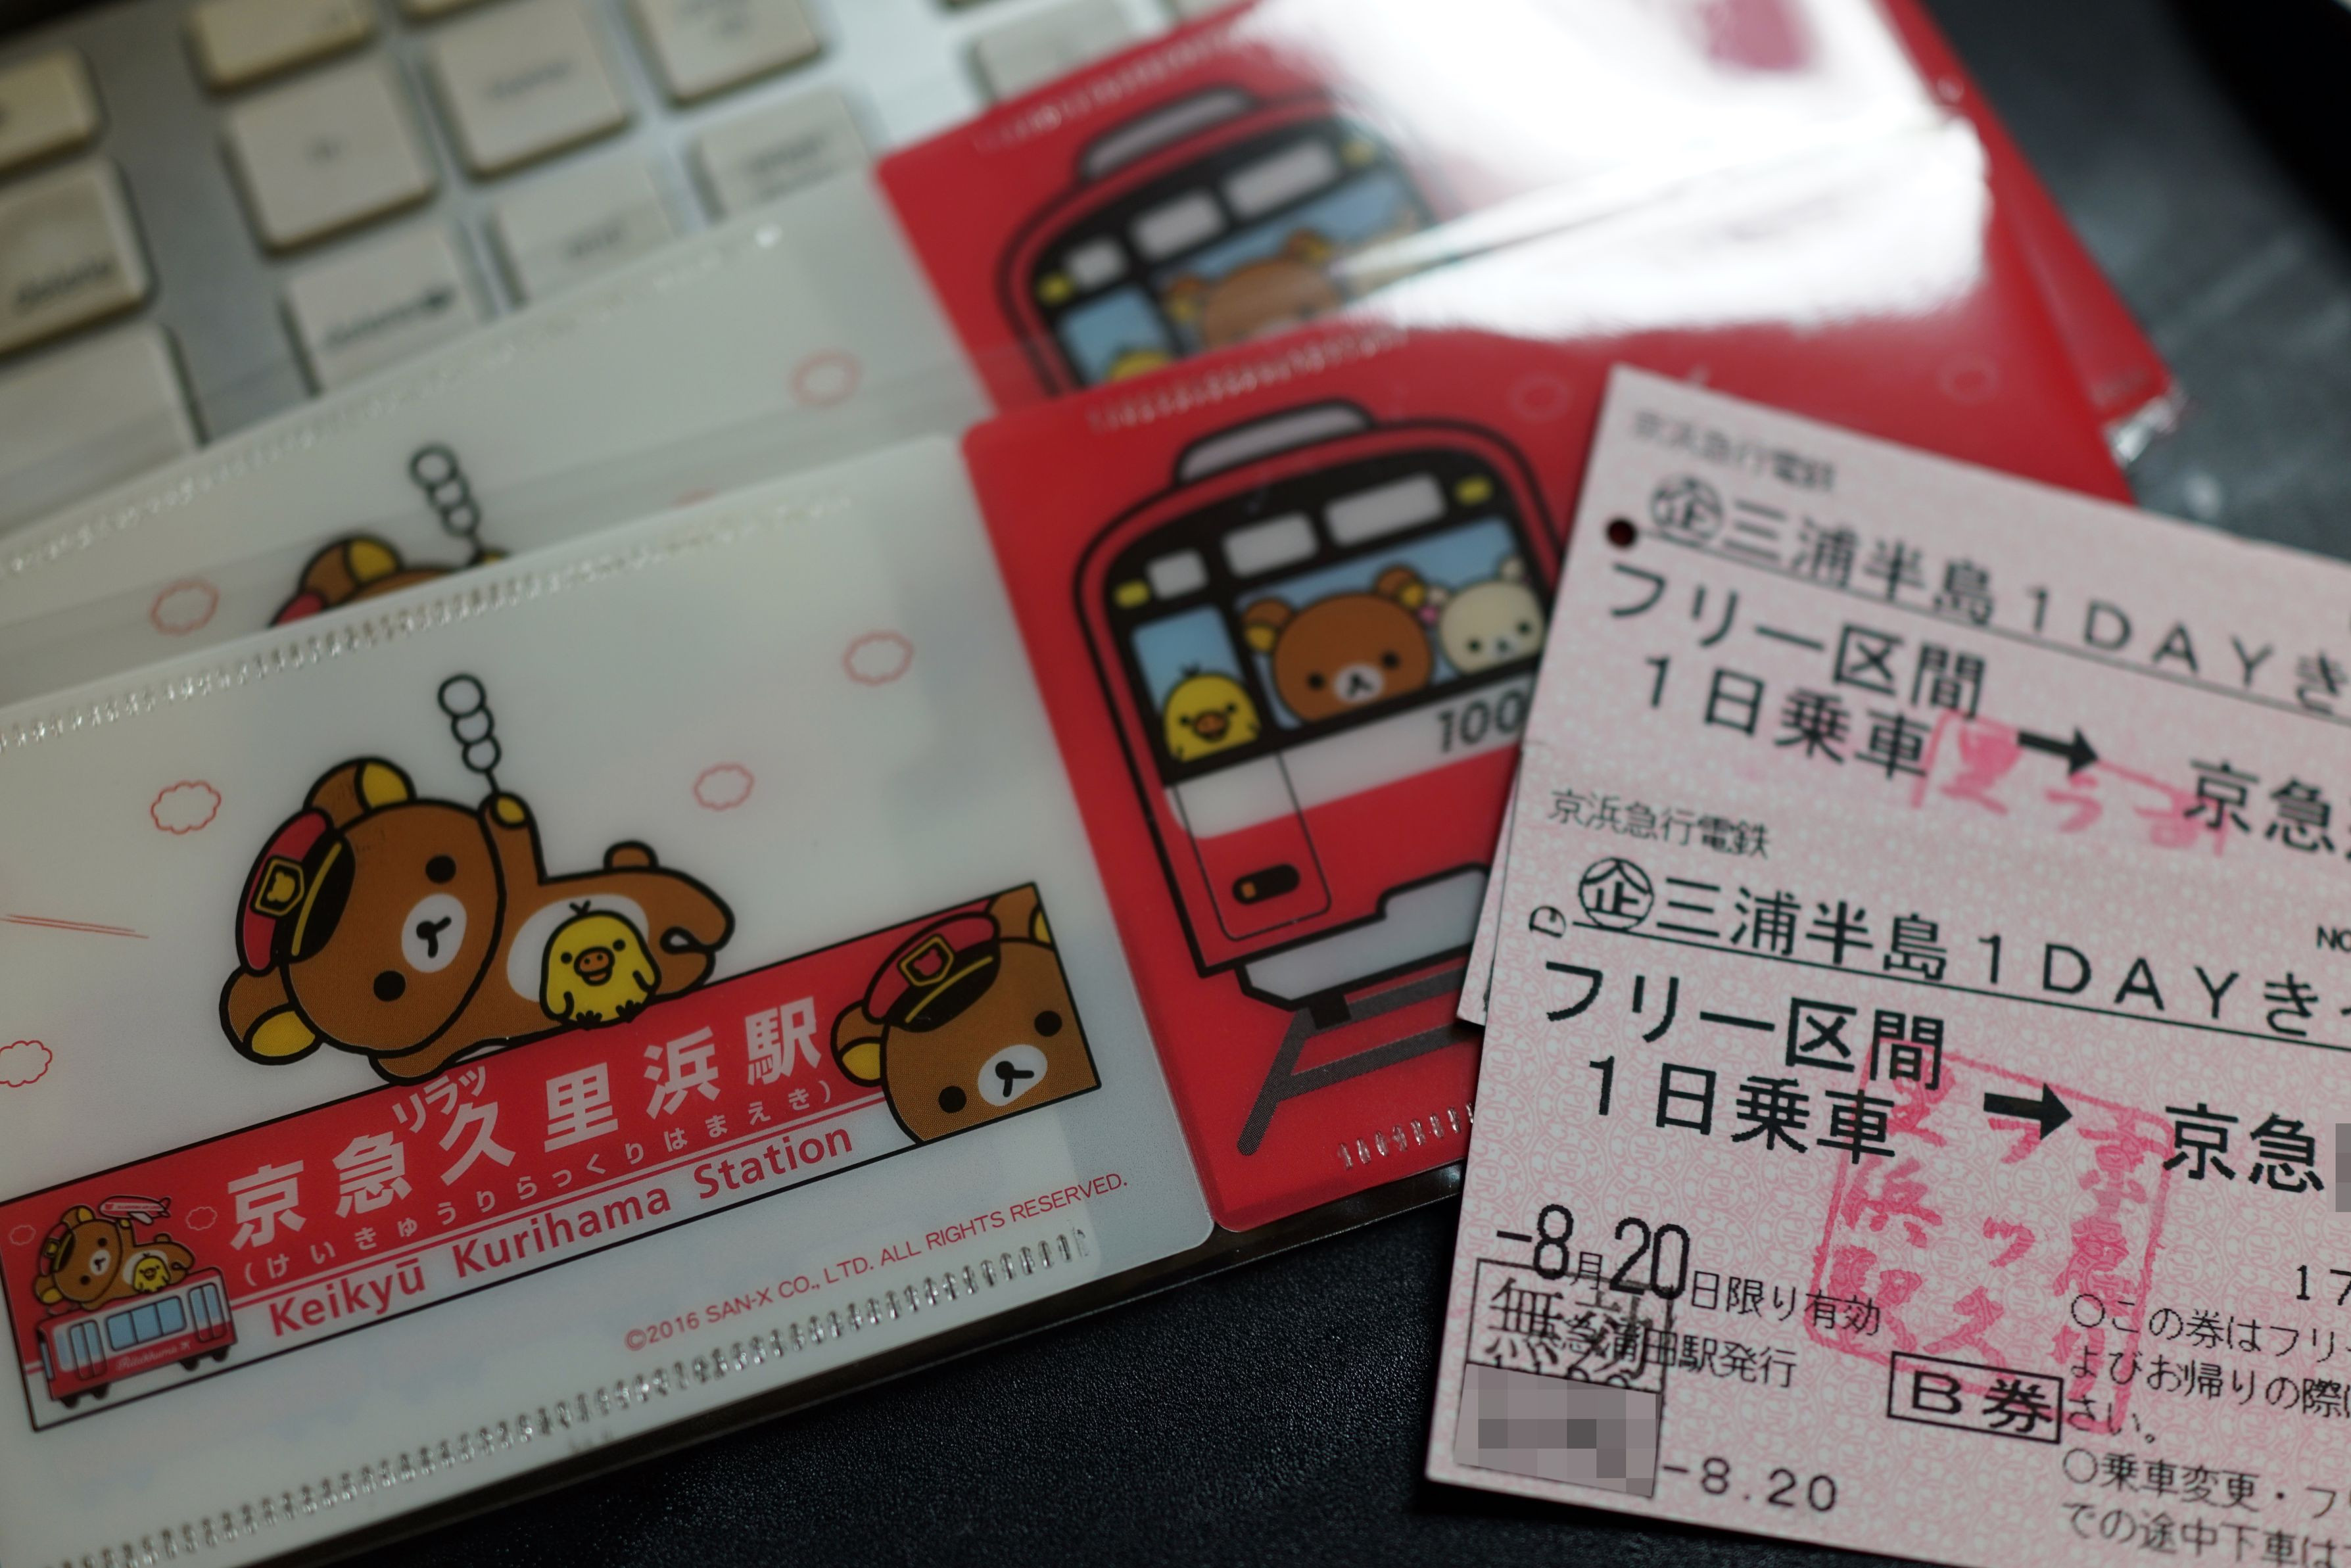 リラッ
京急久里浜駅
(けいきゅうりらっくりはまえき)
Keikyū Kurihama Station
Rilakkuma
©2016 SAN-X CO., LTD. ALL RIGHTS RESERVED.
100
京浜急行電鉄
企三浦半島1DAYき
フリー区間
1日乗車 → 京急
京浜急行電鉄
企三浦半島1DAYき
フリー区間
1日乗車 → 京急
-8月20日限り有効
無効
蒲田駅発行
B券
-8.20
17
○この券はフリ
よびお帰りの際
さい。
○乗車変更・フ
での途中下車は